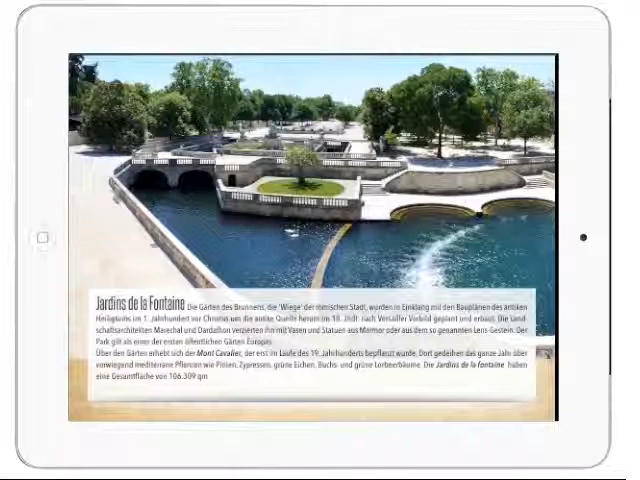 Jardins de la Fontaine Die Gärten des Brunnens, die 'Wiege' der römischen Stadt, wurden in Einklang mit den Bauplänen des antiken
Heiligtums im 1. Jahrhundert vor Christus um die antike Quelle herum im 18. Jhdt nach Versailler Vorbild geplant und erbaut. Die Land-
schaftsarchitekten Marechal und Dardailhon verzierten ihn mit Vasen und Statuen aus Marmor oder aus dem so genannten Lens-Gestein. Der
Park gilt als einer der ersten öffentlichen Gärten Europas
Über den Gärten erhebt sich der Mont Cavalier, der erst im Laufe des 19. Jahrhunderts bepflanzt wurde. Dort gedeihen das ganze Jahr über
vorwiegend mediterrane Pflanzen wie Pinien, Zypressen, grüne Eichen, Buchs- und grüne Lorbeerbäume. Die Jardins de la fontaine haben
eine Gesamtfläche von 106.309 qm